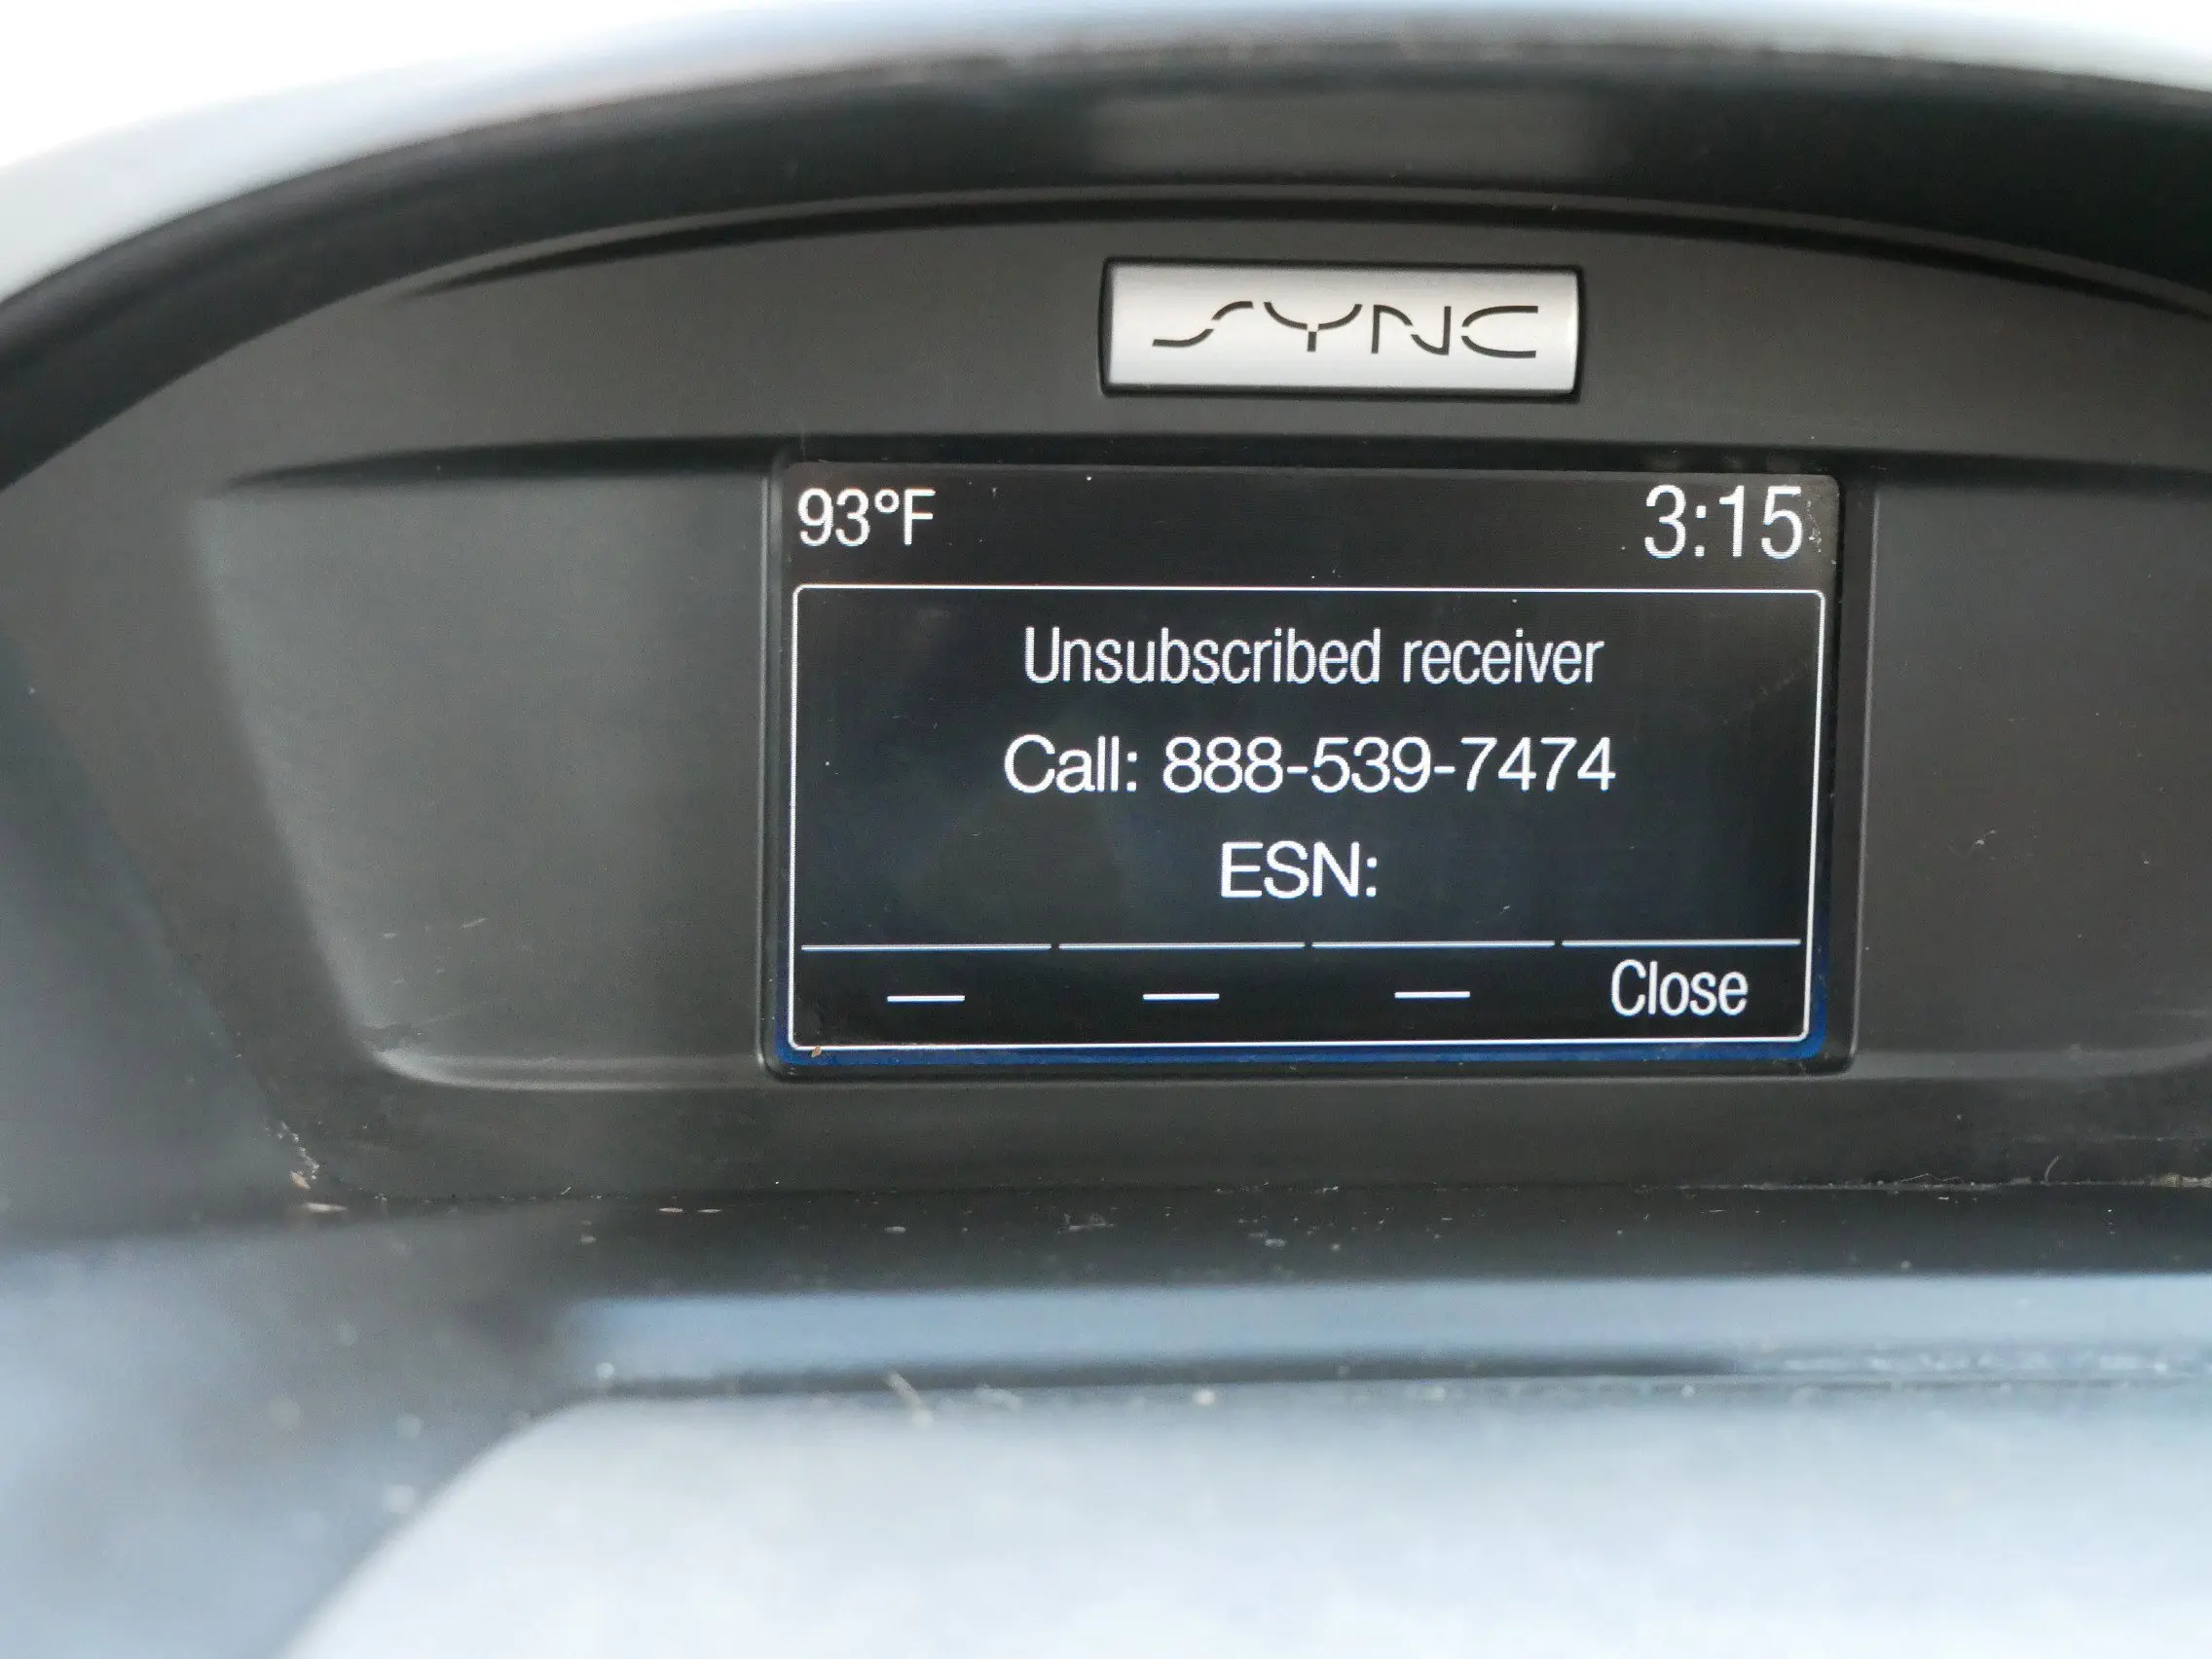 SYNC
93°F 3:15
Unsubscribed receiver
Call: 888-539-7474
ESN:
Close